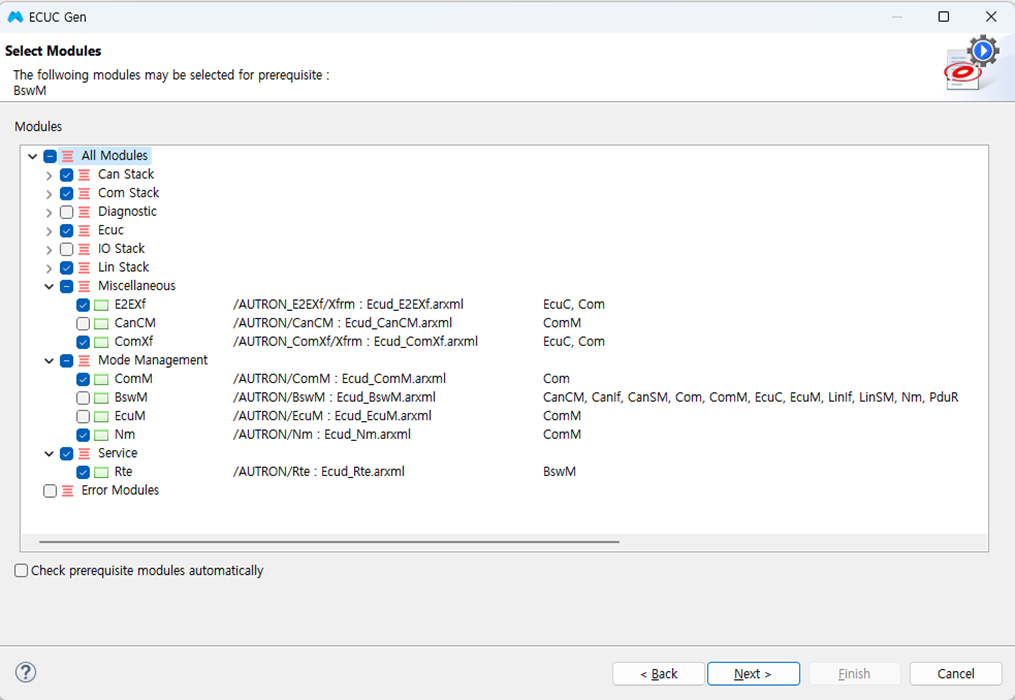 ECUC Gen
Select Modules
The follwoing modules may be selected for prerequisite :
BswM
Modules
All Modules
Can Stack
Com Stack
Diagnostic
Ecuc
IO Stack
Lin Stack
Miscellaneous
E2EXf /AUTRON_E2EXf/Xfrm : Ecud_E2EXf.arxml EcuC, Com
CanCM /AUTRON/CanCM : Ecud_CanCM.arxml ComM
ComXf /AUTRON_ComXf/Xfrm : Ecud_ComXf.arxml EcuC, Com
Mode Management
ComM /AUTRON/ComM : Ecud_ComM.arxml Com
BswM /AUTRON/BswM : Ecud_BswM.arxml CanCM, CanIf, CanSM, Com, ComM, EcuC, EcuM, LinIf, LinSM, Nm, PduR
EcuM /AUTRON/EcuM : Ecud_EcuM.arxml ComM
Nm /AUTRON/Nm : Ecud_Nm.arxml ComM
Service
Rte /AUTRON/Rte : Ecud_Rte.arxml BswM
Error Modules
Check prerequisite modules automatically
? < Back Next > Finish Cancel